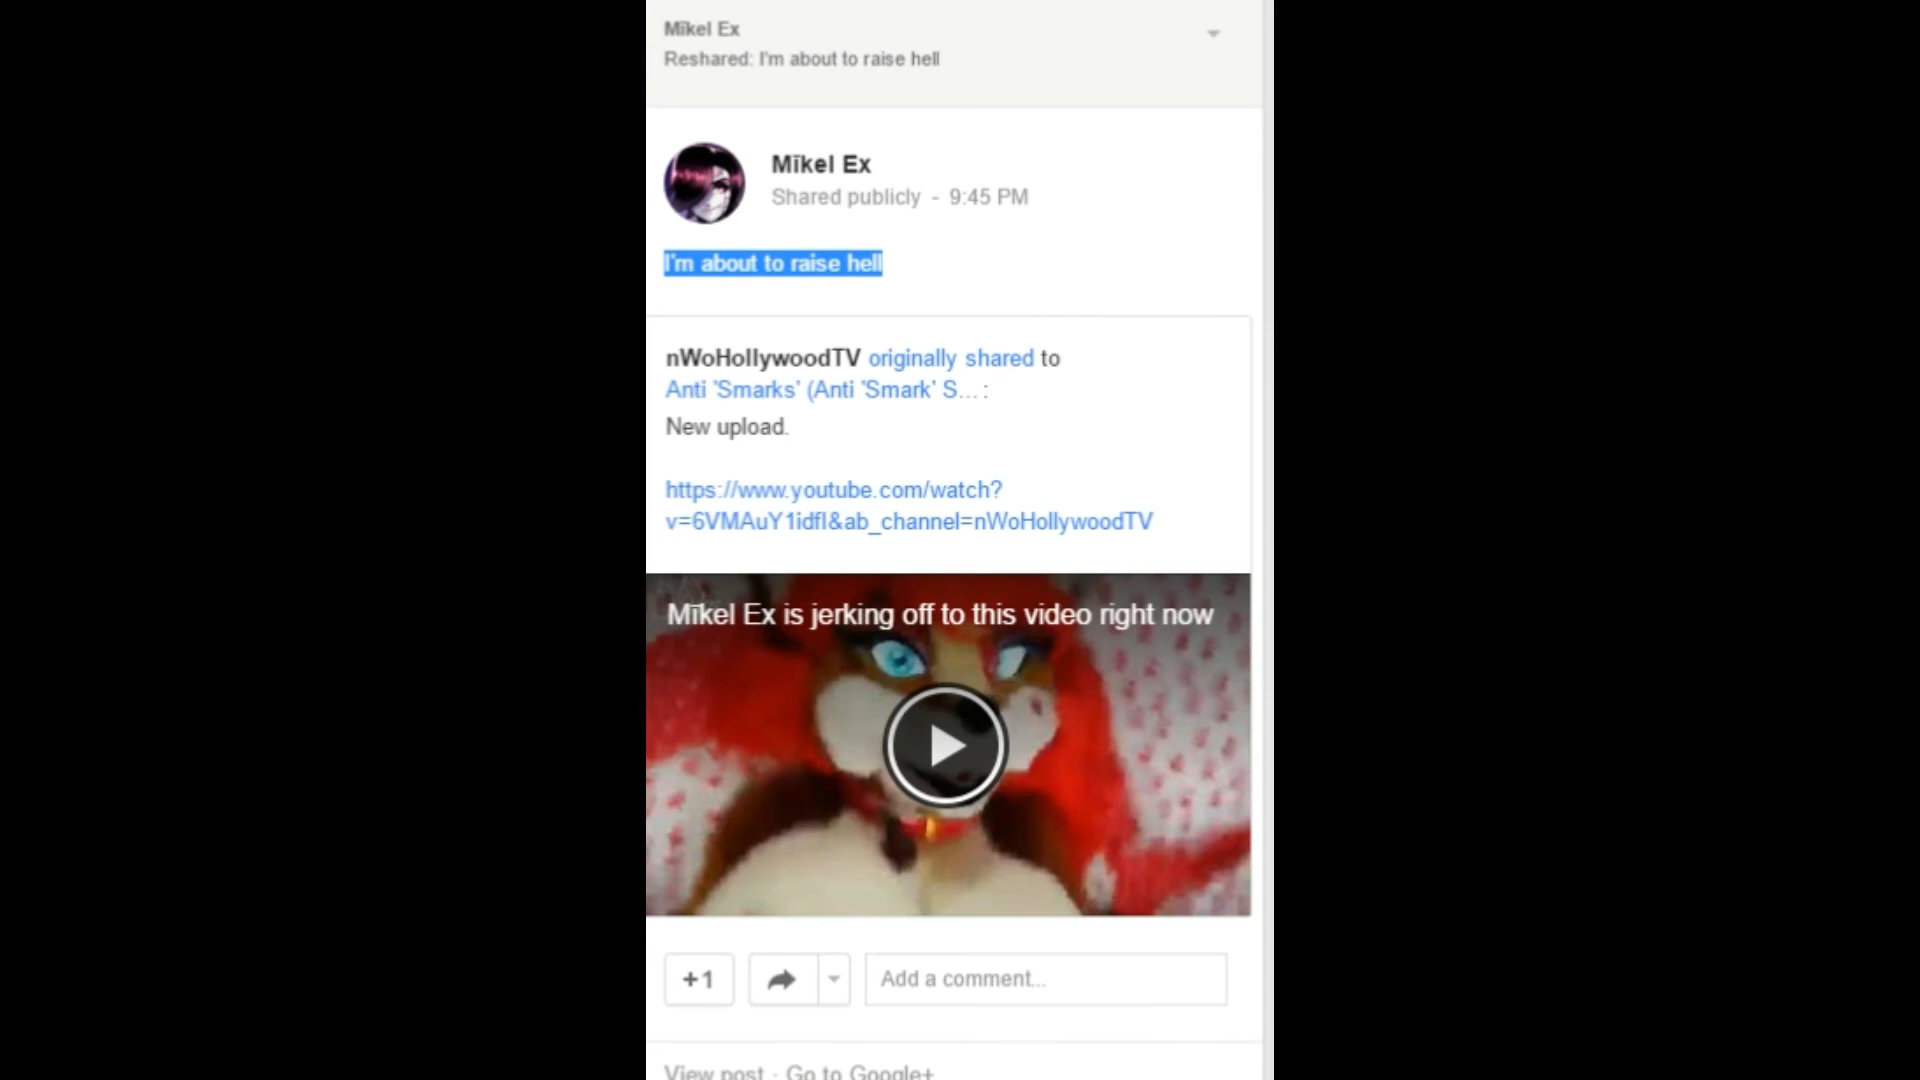 Mīkel Ex
Reshared: I'm about to raise hell
Mīkel Ex
Shared publicly - 9:45 PM
I'm about to raise hell
nWoHollywoodTV originally shared to
Anti 'Smarks' (Anti 'Smark' S... :
New upload.
https://www.youtube.com/watch?
v=6VMAuY1idfI&ab_channel=nWoHollywoodTV
Mīkel Ex is jerking off to this video right now
+1
Add a comment...
View post · Go to Google+